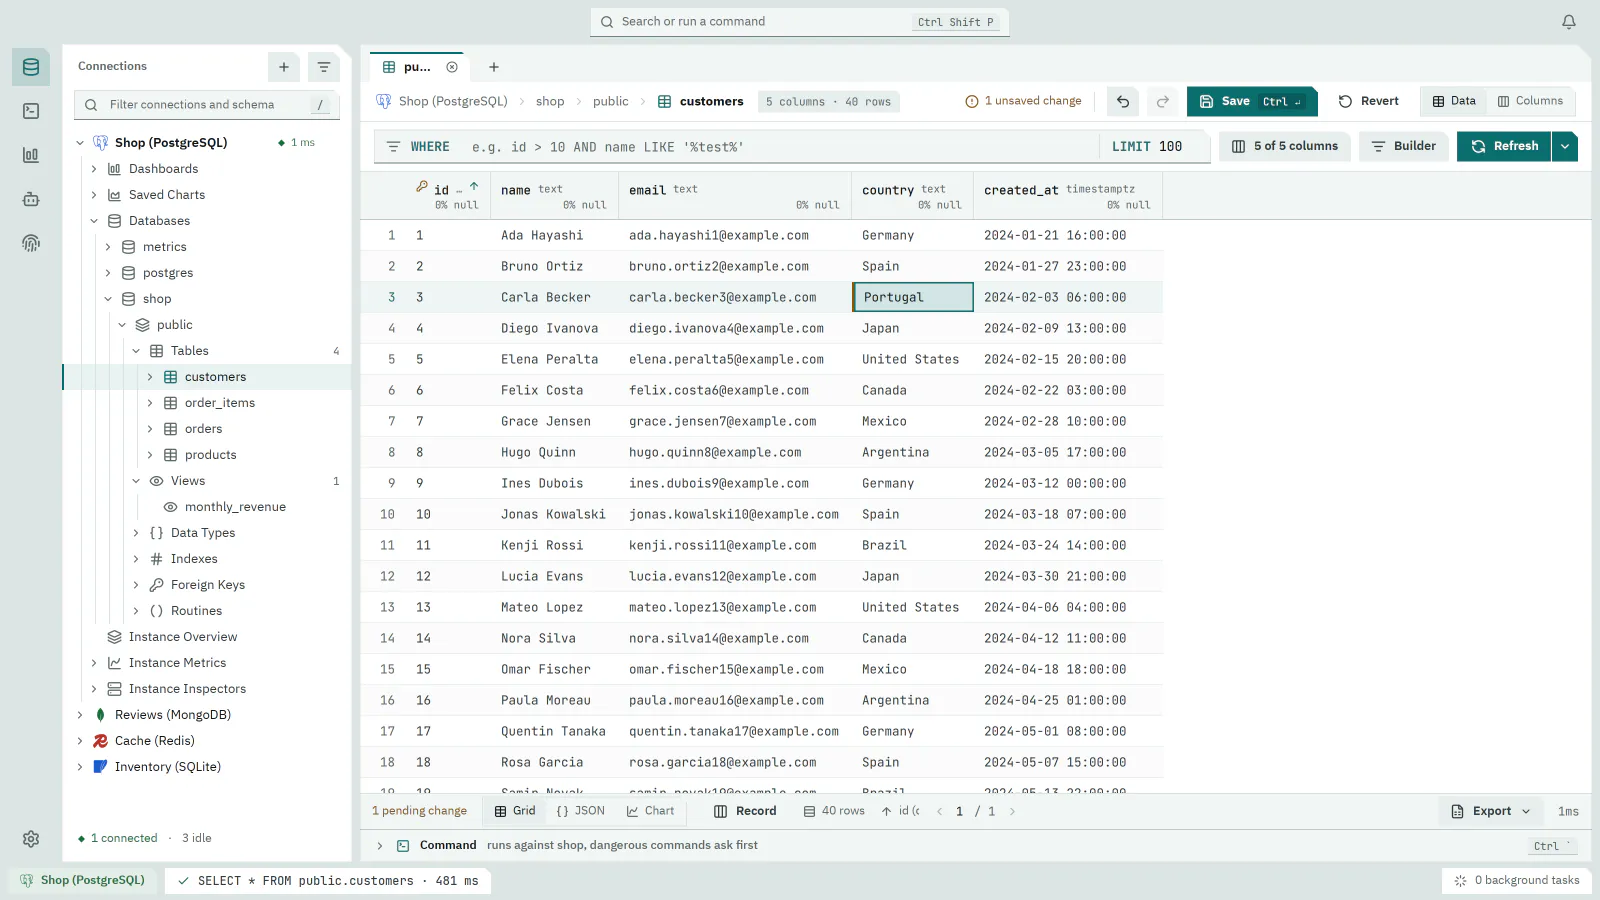 Search or run a command Ctrl Shift P
Connections
Filter connections and schema /
Shop (PostgreSQL) 1 ms
Dashboards
Saved Charts
Databases
metrics
postgres
shop
public
Tables 4
customers
order_items
orders
products
Views 1
monthly_revenue
{} Data Types
Indexes
Foreign Keys
() Routines
Instance Overview
Instance Metrics
Instance Inspectors
Reviews (MongoDB)
Cache (Redis)
Inventory (SQLite)
1 connected · 3 idle
pu...
Shop (PostgreSQL) shop public customers 5 columns · 40 rows 1 unsaved change Save Ctrl ↵ Revert Data Columns
WHERE e.g. id > 10 AND name LIKE '%test%' LIMIT 100 5 of 5 columns Builder Refresh
id … ↑ name text email text country text created_at timestamptz
0% null 0% null 0% null 0% null 0% null
1 1 Ada Hayashi ada.hayashi1@example.com Germany 2024-01-21 16:00:00
2 2 Bruno Ortiz bruno.ortiz2@example.com Spain 2024-01-27 23:00:00
3 3 Carla Becker carla.becker3@example.com Portugal 2024-02-03 06:00:00
4 4 Diego Ivanova diego.ivanova4@example.com Japan 2024-02-09 13:00:00
5 5 Elena Peralta elena.peralta5@example.com United States 2024-02-15 20:00:00
6 6 Felix Costa felix.costa6@example.com Canada 2024-02-22 03:00:00
7 7 Grace Jensen grace.jensen7@example.com Mexico 2024-02-28 10:00:00
8 8 Hugo Quinn hugo.quinn8@example.com Argentina 2024-03-05 17:00:00
9 9 Ines Dubois ines.dubois9@example.com Germany 2024-03-12 00:00:00
10 10 Jonas Kowalski jonas.kowalski10@example.com Spain 2024-03-18 07:00:00
11 11 Kenji Rossi kenji.rossi11@example.com Brazil 2024-03-24 14:00:00
12 12 Lucia Evans lucia.evans12@example.com Japan 2024-03-30 21:00:00
13 13 Mateo Lopez mateo.lopez13@example.com United States 2024-04-06 04:00:00
14 14 Nora Silva nora.silva14@example.com Canada 2024-04-12 11:00:00
15 15 Omar Fischer omar.fischer15@example.com Mexico 2024-04-18 18:00:00
16 16 Paula Moreau paula.moreau16@example.com Argentina 2024-04-25 01:00:00
17 17 Quentin Tanaka quentin.tanaka17@example.com Germany 2024-05-01 08:00:00
18 18 Rosa Garcia rosa.garcia18@example.com Spain 2024-05-07 15:00:00
19 19 Samir Novak samir.novak19@example.com Brazil 2024-05-13 22:00:00
1 pending change Grid {} JSON Chart Record 40 rows ↑ id (c < 1 / 1 > Export 1ms
Command runs against shop, dangerous commands ask first Ctrl `
Shop (PostgreSQL) SELECT * FROM public.customers · 481 ms 0 background tasks